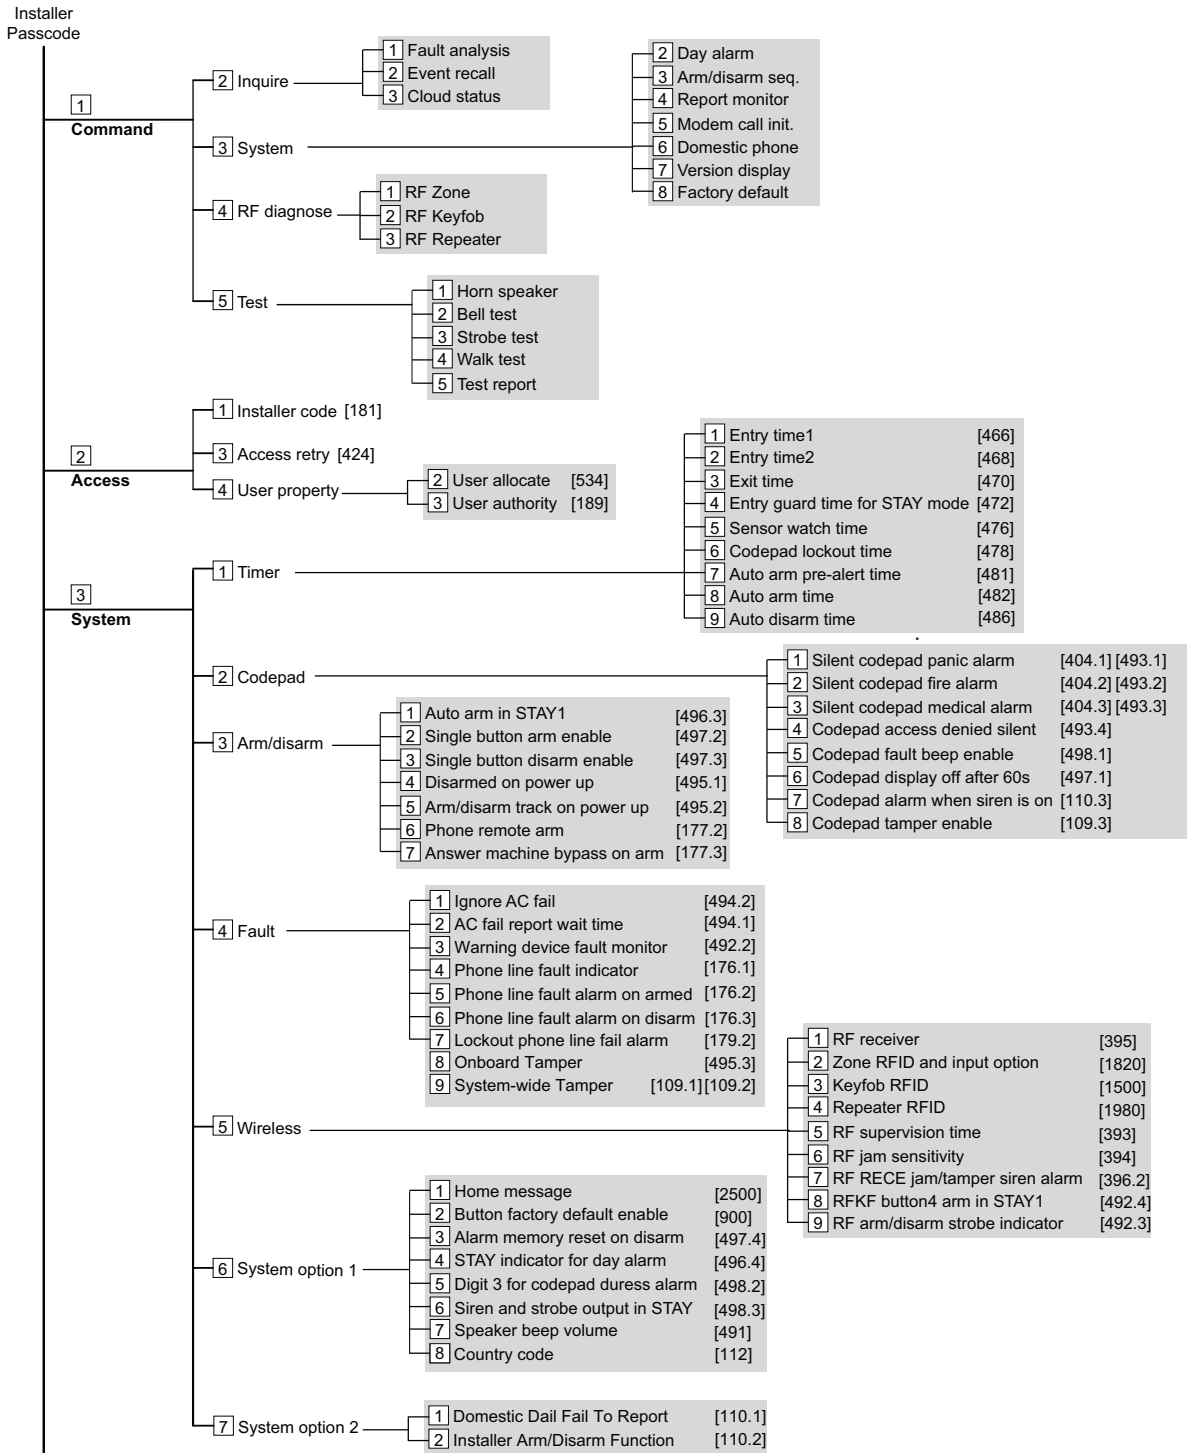 Installer
Passcode
1
Command
2 Inquire
1 Fault analysis
2 Event recall
3 Cloud status
3 System
2 Day alarm
3 Arm/disarm seq.
4 Report monitor
5 Modem call init.
6 Domestic phone
7 Version display
8 Factory default
4 RF diagnose
1 RF Zone
2 RF Keyfob
3 RF Repeater
5 Test
1 Horn speaker
2 Bell test
3 Strobe test
4 Walk test
5 Test report
2
Access
1 Installer code [181]
3 Access retry [424]
4 User property
2 User allocate [534]
3 User authority [189]
3
System
1 Timer
1 Entry time1 [466]
2 Entry time2 [468]
3 Exit time [470]
4 Entry guard time for STAY mode [472]
5 Sensor watch time [476]
6 Codepad lockout time [478]
7 Auto arm pre-alert time [481]
8 Auto arm time [482]
9 Auto disarm time [486]
2 Codepad
1 Silent codepad panic alarm [404.1] [493.1]
2 Silent codepad fire alarm [404.2] [493.2]
3 Silent codepad medical alarm [404.3] [493.3]
4 Codepad access denied silent [493.4]
5 Codepad fault beep enable [498.1]
6 Codepad display off after 60s [497.1]
7 Codepad alarm when siren is on [110.3]
8 Codepad tamper enable [109.3]
3 Arm/disarm
1 Auto arm in STAY1 [496.3]
2 Single button arm enable [497.2]
3 Single button disarm enable [497.3]
4 Disarmed on power up [495.1]
5 Arm/disarm track on power up [495.2]
6 Phone remote arm [177.2]
7 Answer machine bypass on arm [177.3]
4 Fault
1 Ignore AC fail [494.2]
2 AC fail report wait time [494.1]
3 Warning device fault monitor [492.2]
4 Phone line fault indicator [176.1]
5 Phone line fault alarm on armed [176.2]
6 Phone line fault alarm on disarm [176.3]
7 Lockout phone line fail alarm [179.2]
8 Onboard Tamper [495.3]
9 System-wide Tamper [109.1][109.2]
5 Wireless
1 RF receiver [395]
2 Zone RFID and input option [1820]
3 Keyfob RFID [1500]
4 Repeater RFID [1980]
5 RF supervision time [393]
6 RF jam sensitivity [394]
7 RF RECE jam/tamper siren alarm [396.2]
8 RFKF button4 arm in STAY1 [492.4]
9 RF arm/disarm strobe indicator [492.3]
6 System option 1
1 Home message [2500]
2 Button factory default enable [900]
3 Alarm memory reset on disarm [497.4]
4 STAY indicator for day alarm [496.4]
5 Digit 3 for codepad duress alarm [498.2]
6 Siren and strobe output in STAY [498.3]
7 Speaker beep volume [491]
8 Country code [112]
7 System option 2
1 Domestic Dail Fail To Report [110.1]
2 Installer Arm/Disarm Function [110.2]